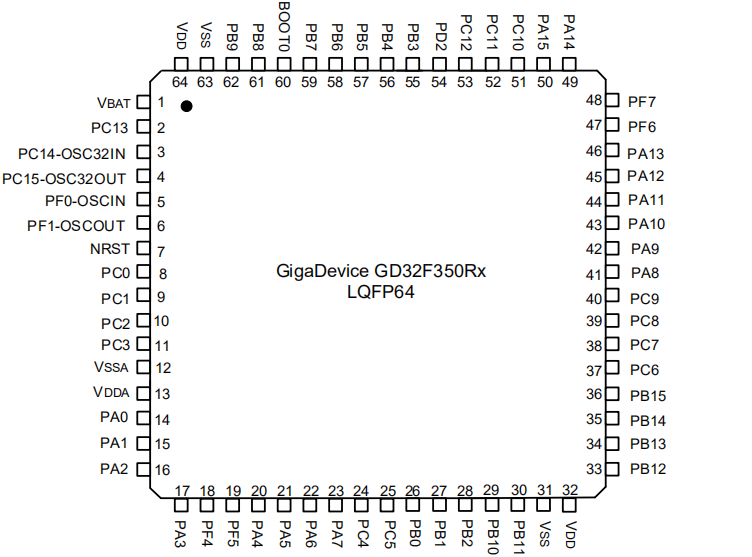 VDD VSS PB9 PB8 BOOT0 PB7 PB6 PB5 PB4 PB3 PD2 PC12 PC11 PC10 PA15 PA14
64 63 62 61 60 59 58 57 56 55 54 53 52 51 50 49
VBAT 1 48 PF7
PC13 2 47 PF6
PC14-OSC32IN 3 46 PA13
PC15-OSC32OUT 4 45 PA12
PF0-OSCIN 5 44 PA11
PF1-OSCOUT 6 43 PA10
NRST 7 42 PA9
PC0 8 41 PA8
GigaDevice GD32F350Rx
LQFP64
PC1 9 40 PC9
PC2 10 39 PC8
PC3 11 38 PC7
VSSA 12 37 PC6
VDDA 13 36 PB15
PA0 14 35 PB14
PA1 15 34 PB13
PA2 16 33 PB12
17 18 19 20 21 22 23 24 25 26 27 28 29 30 31 32
PA3 PF4 PF5 PA4 PA5 PA6 PA7 PC4 PC5 PB0 PB1 PB2 PB10 PB11 VSS VDD